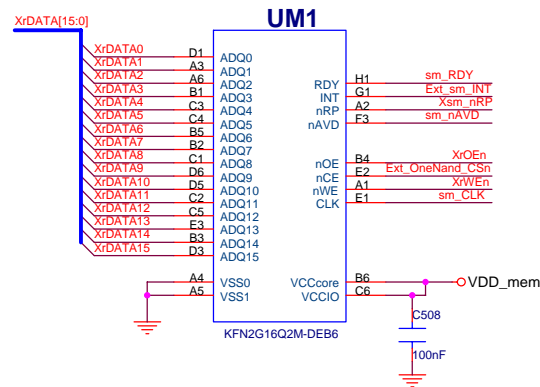 XrDATA[15:0]
UM1
XrDATA0 D1 ADQ0
XrDATA1 A3 ADQ1
XrDATA2 A6 ADQ2
XrDATA3 B1 ADQ3
XrDATA4 C3 ADQ4
XrDATA5 C4 ADQ5
XrDATA6 B5 ADQ6
XrDATA7 B2 ADQ7
XrDATA8 C1 ADQ8
XrDATA9 D6 ADQ9
XrDATA10 D5 ADQ10
XrDATA11 C2 ADQ11
XrDATA12 C5 ADQ12
XrDATA13 E3 ADQ13
XrDATA14 B3 ADQ14
XrDATA15 D3 ADQ15
A4 VSS0
A5 VSS1
RDY H1 sm_RDY
INT G1 Ext_sm_INT
nRP A2 Xsm_nRP
nAVD F3 sm_nAVD
nOE B4 XrOEn
nCE E2 Ext_OneNand_CSn
nWE A1 XrWEn
CLK E1 sm_CLK
VCCcore B6 VDD_mem
VCCIO C6
C508
100nF
KFN2G16Q2M-DEB6